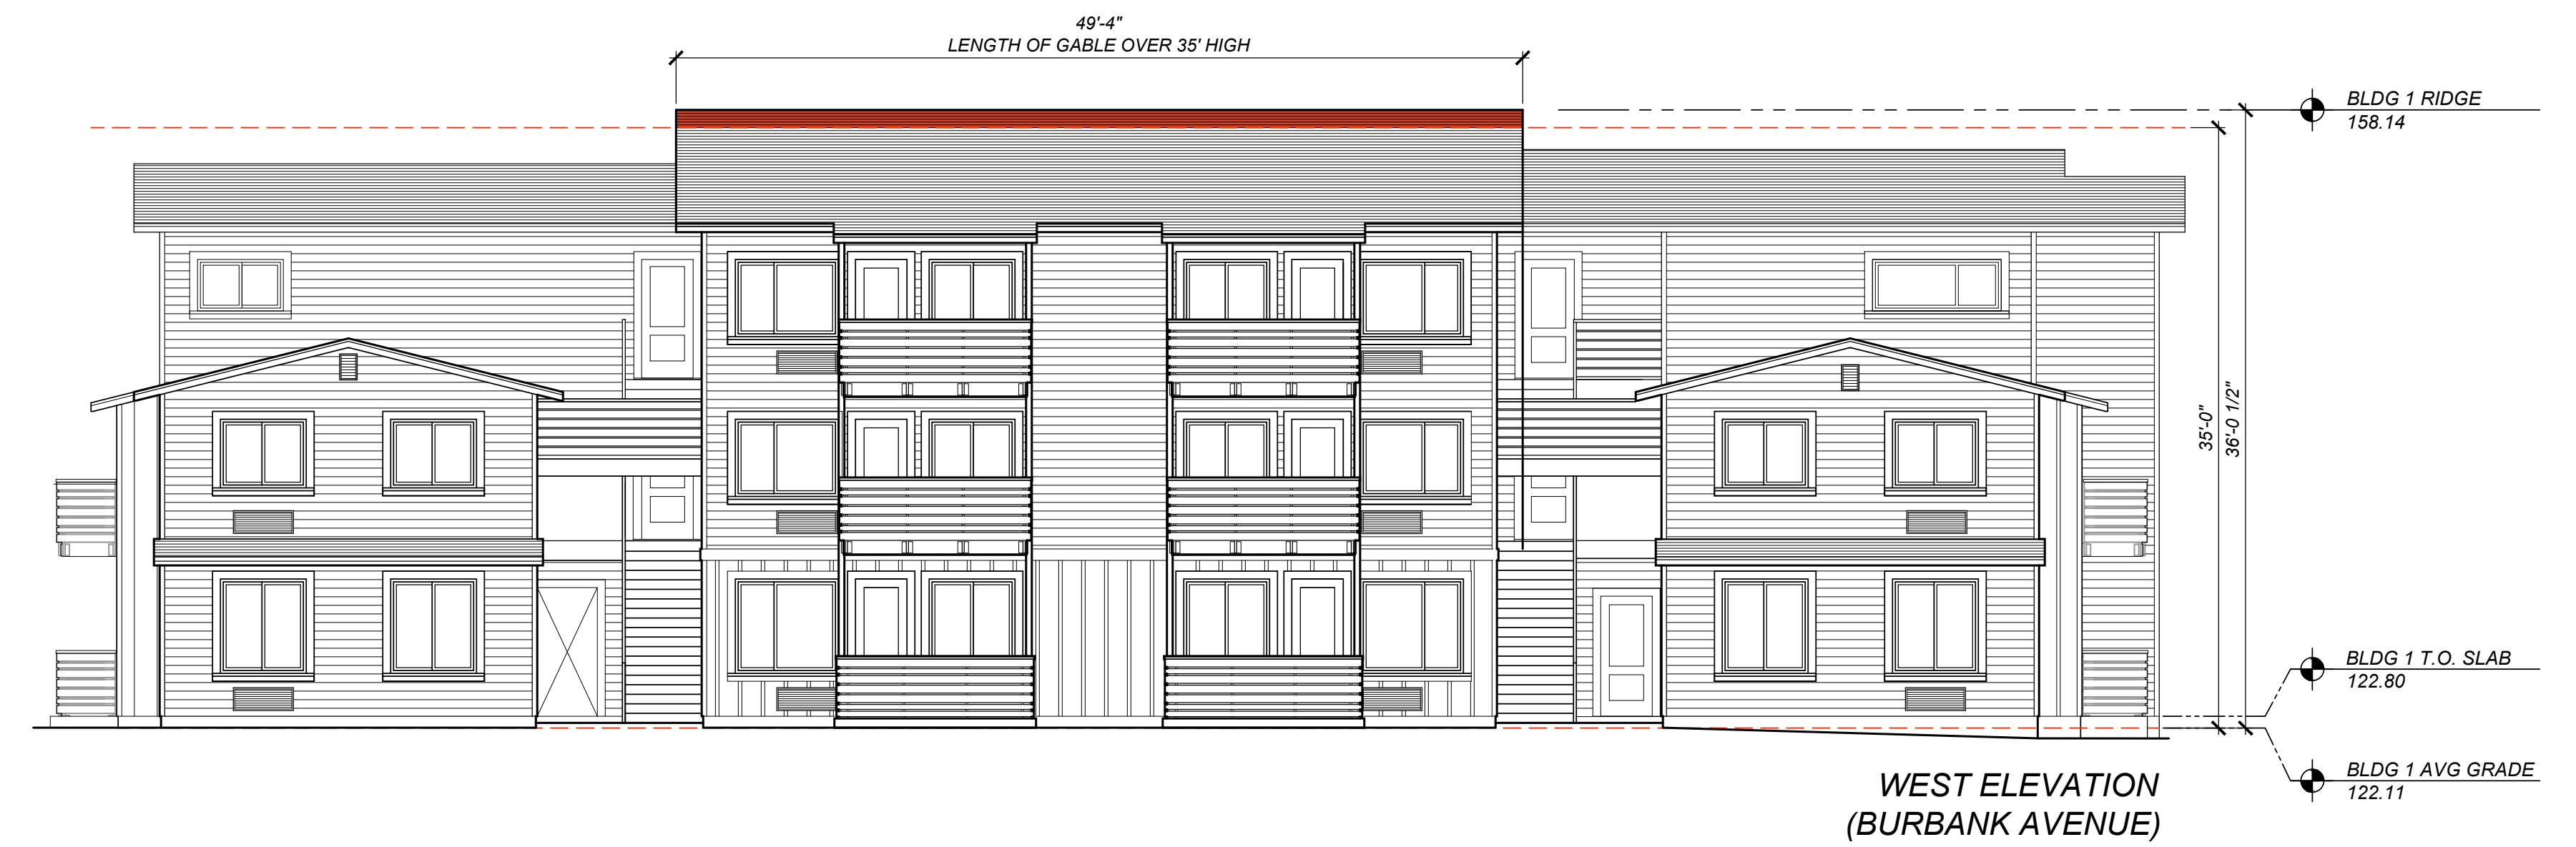 49'-4"
LENGTH OF GABLE OVER 35' HIGH
BLDG 1 RIDGE
158.14
35'-0"
36'-0 1/2"
BLDG 1 T.O. SLAB
122.80
BLDG 1 AVG GRADE
122.11
WEST ELEVATION
(BURBANK AVENUE)